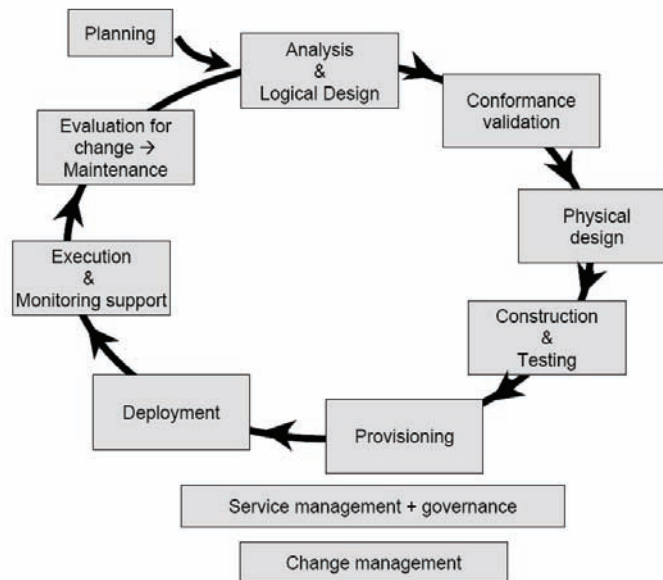 Planning
Analysis
&
Logical Design
Conformance
validation
Evaluation for
change →
Maintenance
Physical
design
Execution
&
Monitoring support
Construction
&
Testing
Deployment
Provisioning
Service management + governance
Change management